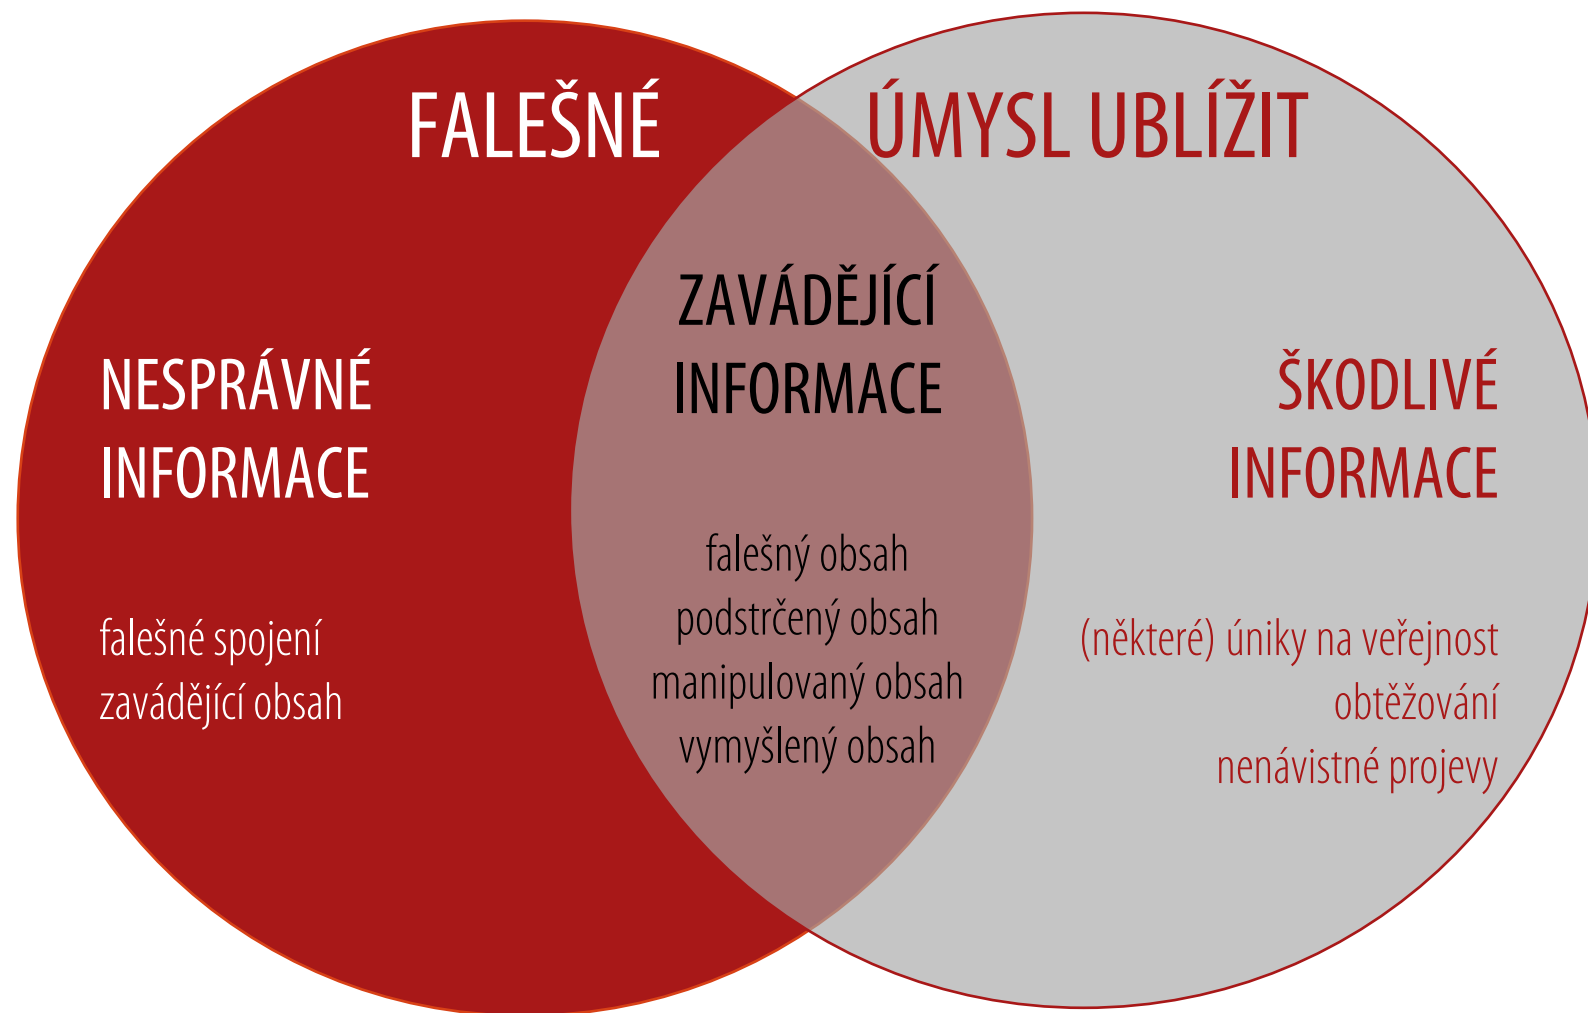 FALEŠNÉ
ÚMYSL UBLÍŽIT
NESPRÁVNÉ
INFORMACE
falešné spojení
zavádějící obsah
ZAVÁDĚJÍCÍ
INFORMACE
falešný obsah
podstrčený obsah
manipulovaný obsah
vymyšlený obsah
ŠKODLIVÉ
INFORMACE
(některé) úniky na veřejnost
obtěžování
nenávistné projevy